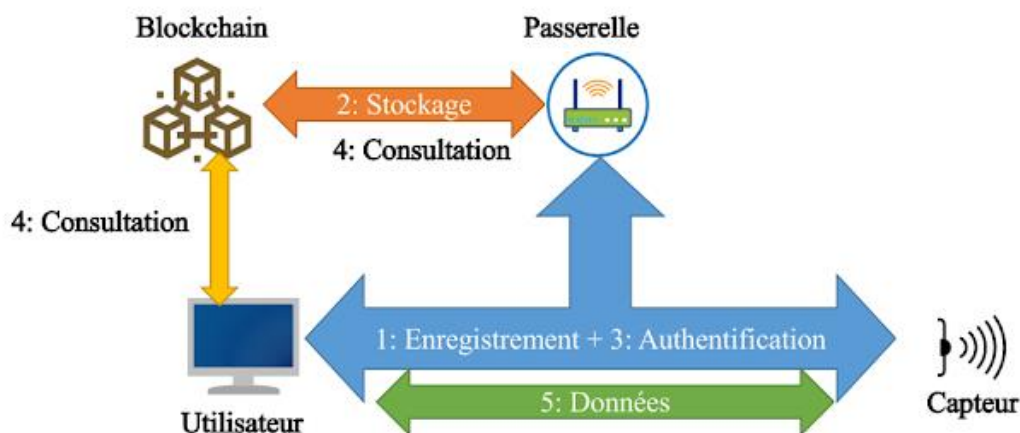 Blockchain
Passerelle
2: Stockage
4: Consultation
4: Consultation
1: Enregistrement + 3: Authentification
5: Données
Utilisateur
Capteur